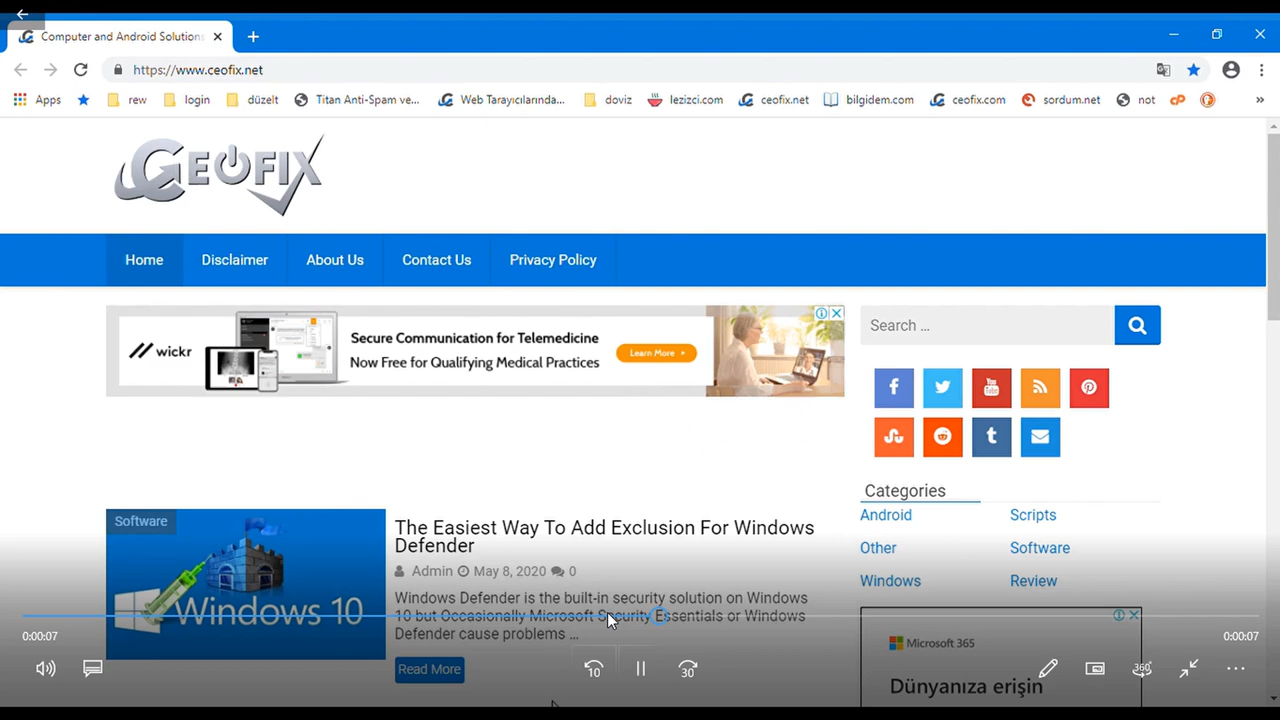 Computer and Android Solutions
https://www.ceofix.net
Apps
rew
login
düzelt
Titan Anti-Spam ve...
Web Tarayıcılarında...
doviz
lezizci.com
ceofix.net
bilgidem.com
ceofix.com
sordum.net
not
cP
»
CEOFIX
Home
Disclaimer
About Us
Contact Us
Privacy Policy
wickr
Secure Communication for Telemedicine
Now Free for Qualifying Medical Practices
Learn More
Search ...
Categories
Android
Scripts
Other
Software
Windows
Review
Software
Windows 10
The Easiest Way To Add Exclusion For Windows
Defender
Admin May 8, 2020 0
Windows Defender is the built-in security solution on Windows
10 but Occasionally Microsoft Security Essentials or Windows
Defender cause problems ...
Read More
Microsoft 365
Dünyanıza erişin
0:00:07
0:00:07
10
30
360